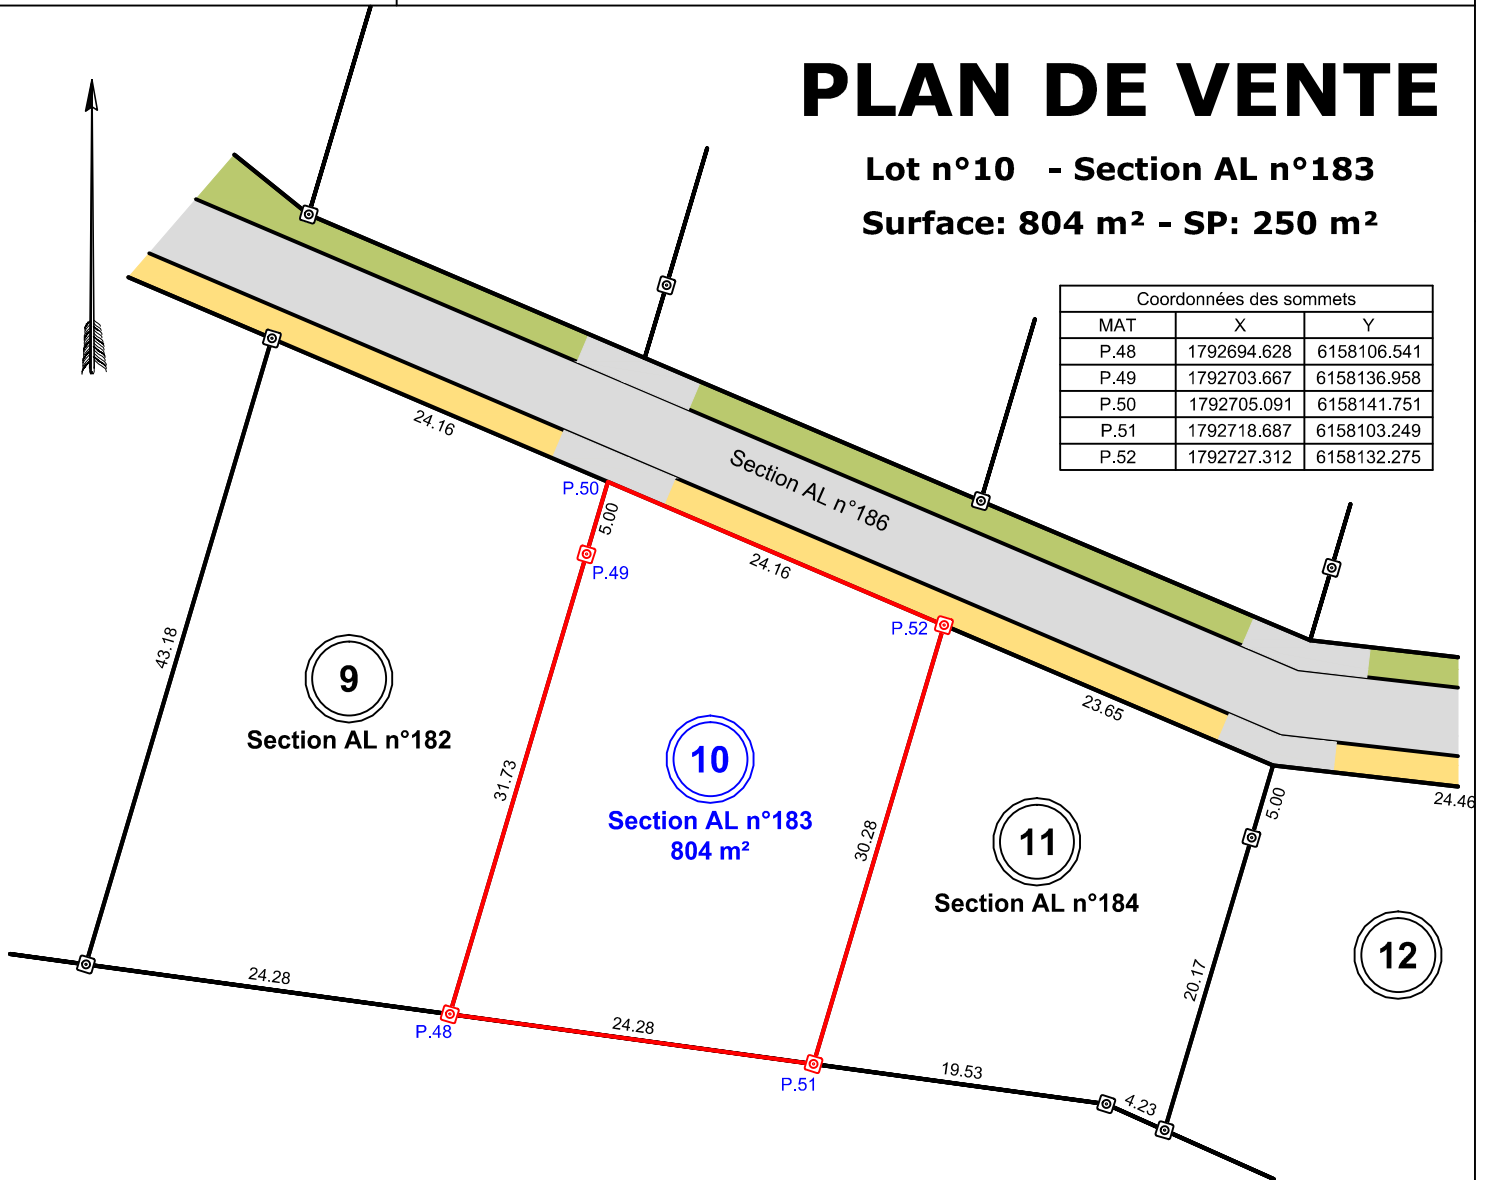 PLAN DE VENTE
Lot n°10 - Section AL n°183
Surface: 804 m² - SP: 250 m²
Coordonnées des sommets
MAT X Y
P.48 1792694.628 6158106.541
P.49 1792703.667 6158136.958
P.50 1792705.091 6158141.751
P.51 1792718.687 6158103.249
P.52 1792727.312 6158132.275
24.16
Section AL n°186
P.50
5.00
24.16
P.49
P.52
43.18
9
Section AL n°182
23.65
31.73
10
Section AL n°183
804 m²
30.28
11
Section AL n°184
5.00
24.46
12
20.17
24.28
P.48
24.28
P.51
19.53
4.23